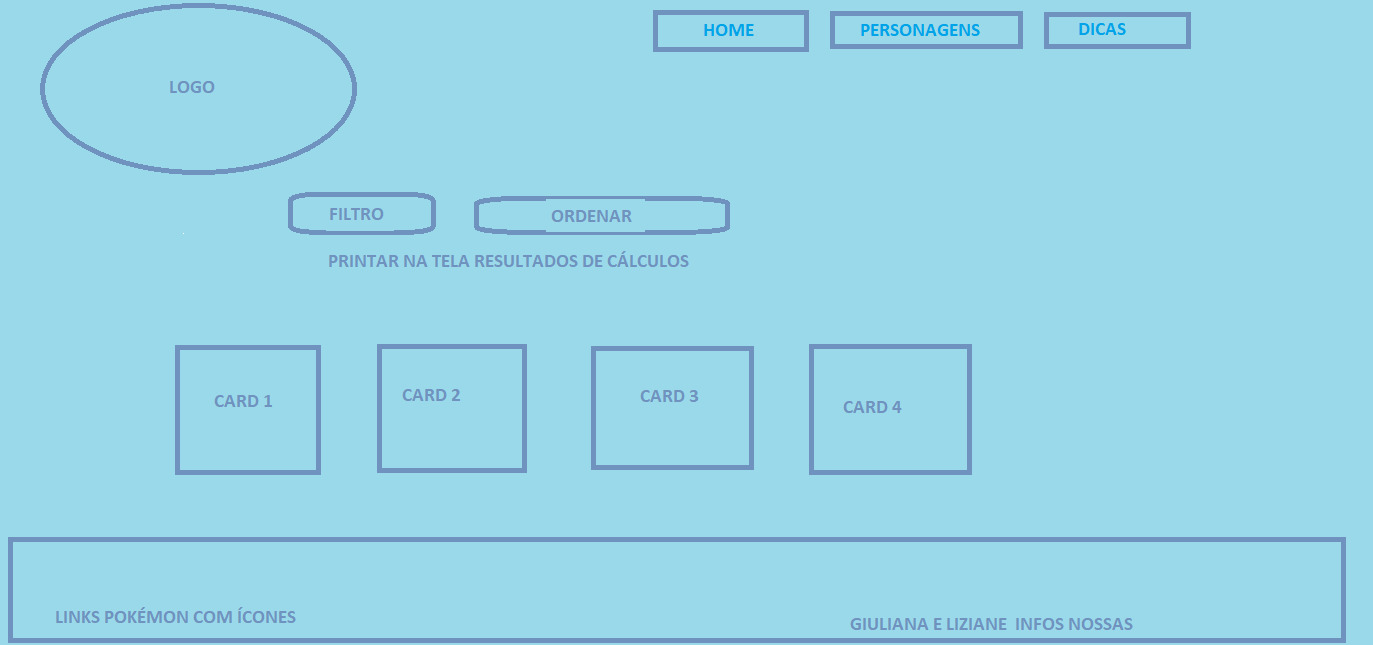 HOME
PERSONAGENS
DICAS
LOGO
FILTRO
ORDENAR
PRINTAR NA TELA RESULTADOS DE CÁLCULOS
CARD 1
CARD 2
CARD 3
CARD 4
LINKS POKÉMON COM ÍCONES
GIULIANA E LIZIANE  INFOS NOSSAS